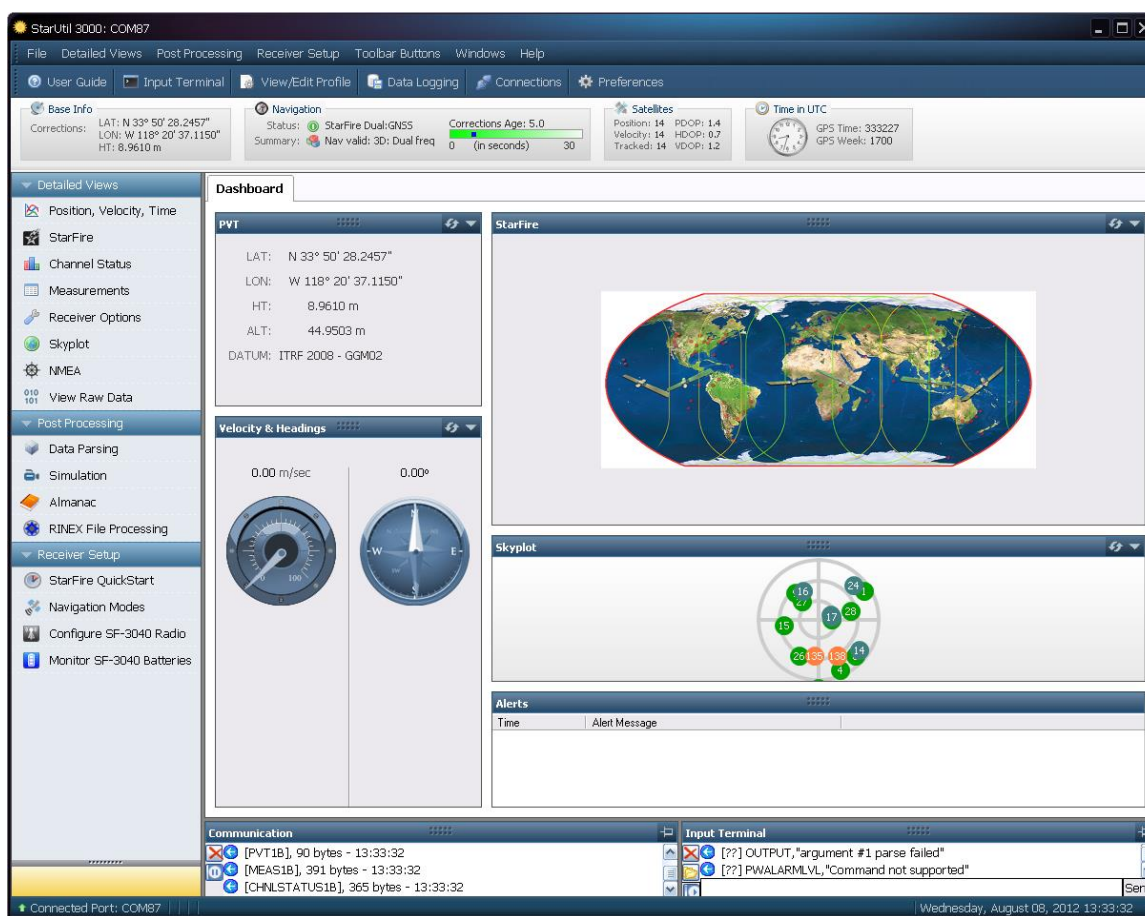 StarUtil 3000: COM87
File Detailed Views Post Processing Receiver Setup Toolbar Buttons Windows Help
User Guide Input Terminal View/Edit Profile Data Logging Connections Preferences
Base Info
Corrections: LAT: N 33° 50' 28.2457"
LON: W 118° 20' 37.1150"
HT: 8.9610 m
Navigation
Status: StarFire Dual:GNSS
Summary: Nav valid: 3D: Dual freq
Corrections Age: 5.0
0 (in seconds) 30
Satellites
Position: 14 PDOP: 1.4
Velocity: 14 HDOP: 0.7
Tracked: 14 VDOP: 1.2
Time in UTC
GPS Time: 333227
GPS Week: 1700
Detailed Views
Position, Velocity, Time
StarFire
Channel Status
Measurements
Receiver Options
Skyplot
NMEA
View Raw Data
Post Processing
Data Parsing
Simulation
Almanac
RINEX File Processing
Receiver Setup
StarFire QuickStart
Navigation Modes
Configure SF-3040 Radio
Monitor SF-3040 Batteries
Dashboard
PVT
LAT: N 33° 50' 28.2457"
LON: W 118° 20' 37.1150"
HT: 8.9610 m
ALT: 44.9503 m
DATUM: ITRF 2008 - GGM02
Velocity & Headings
0.00 m/sec 0.00º
0 100
N
W E
S
StarFire
Skyplot
16 24 1
27 28
17
15
26 135 138 14
4
Alerts
Time Alert Message
Communication
[PVT1B], 90 bytes - 13:33:32
[MEAS1B], 391 bytes - 13:33:32
[CHNLSTATUS1B], 365 bytes - 13:33:32
Input Terminal
[??] OUTPUT,"argument #1 parse failed"
[??] PWALARMLVL,"Command not supported"
Connected Port: COM87
Wednesday, August 08, 2012 13:33:32